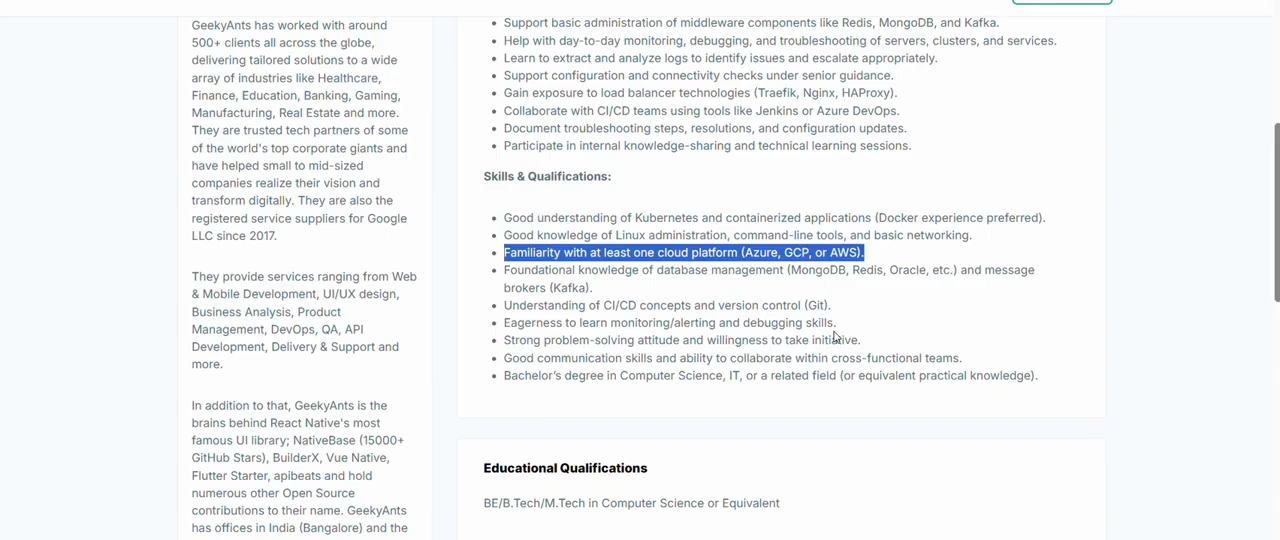 GeekyAnts has worked with around
500+ clients all across the globe,
delivering tailored solutions to a wide
array of industries like Healthcare,
Finance, Education, Banking, Gaming,
Manufacturing, Real Estate and more.
They are trusted tech partners of some
of the world's top corporate giants and
have helped small to mid-sized
companies realize their vision and
transform digitally. They are also the
registered service suppliers for Google
LLC since 2017.
They provide services ranging from Web
& Mobile Development, UI/UX design,
Business Analysis, Product
Management, DevOps, QA, API
Development, Delivery & Support and
more.
In addition to that, GeekyAnts is the
brains behind React Native's most
famous UI library; NativeBase (15000+
GitHub Stars), BuilderX, Vue Native,
Flutter Starter, apibeats and hold
numerous other Open Source
contributions to their name. GeekyAnts
has offices in India (Bangalore) and the
• Support basic administration of middleware components like Redis, MongoDB, and Kafka.
• Help with day-to-day monitoring, debugging, and troubleshooting of servers, clusters, and services.
• Learn to extract and analyze logs to identify issues and escalate appropriately.
• Support configuration and connectivity checks under senior guidance.
• Gain exposure to load balancer technologies (Traefik, Nginx, HAProxy).
• Collaborate with CI/CD teams using tools like Jenkins or Azure DevOps.
• Document troubleshooting steps, resolutions, and configuration updates.
• Participate in internal knowledge-sharing and technical learning sessions.
Skills & Qualifications:
• Good understanding of Kubernetes and containerized applications (Docker experience preferred).
• Good knowledge of Linux administration, command-line tools, and basic networking.
• Familiarity with at least one cloud platform (Azure, GCP, or AWS).
• Foundational knowledge of database management (MongoDB, Redis, Oracle, etc.) and message
brokers (Kafka).
• Understanding of CI/CD concepts and version control (Git).
• Eagerness to learn monitoring/alerting and debugging skills.
• Strong problem-solving attitude and willingness to take initiative.
• Good communication skills and ability to collaborate within cross-functional teams.
• Bachelor’s degree in Computer Science, IT, or a related field (or equivalent practical knowledge).
Educational Qualifications
BE/B.Tech/M.Tech in Computer Science or Equivalent